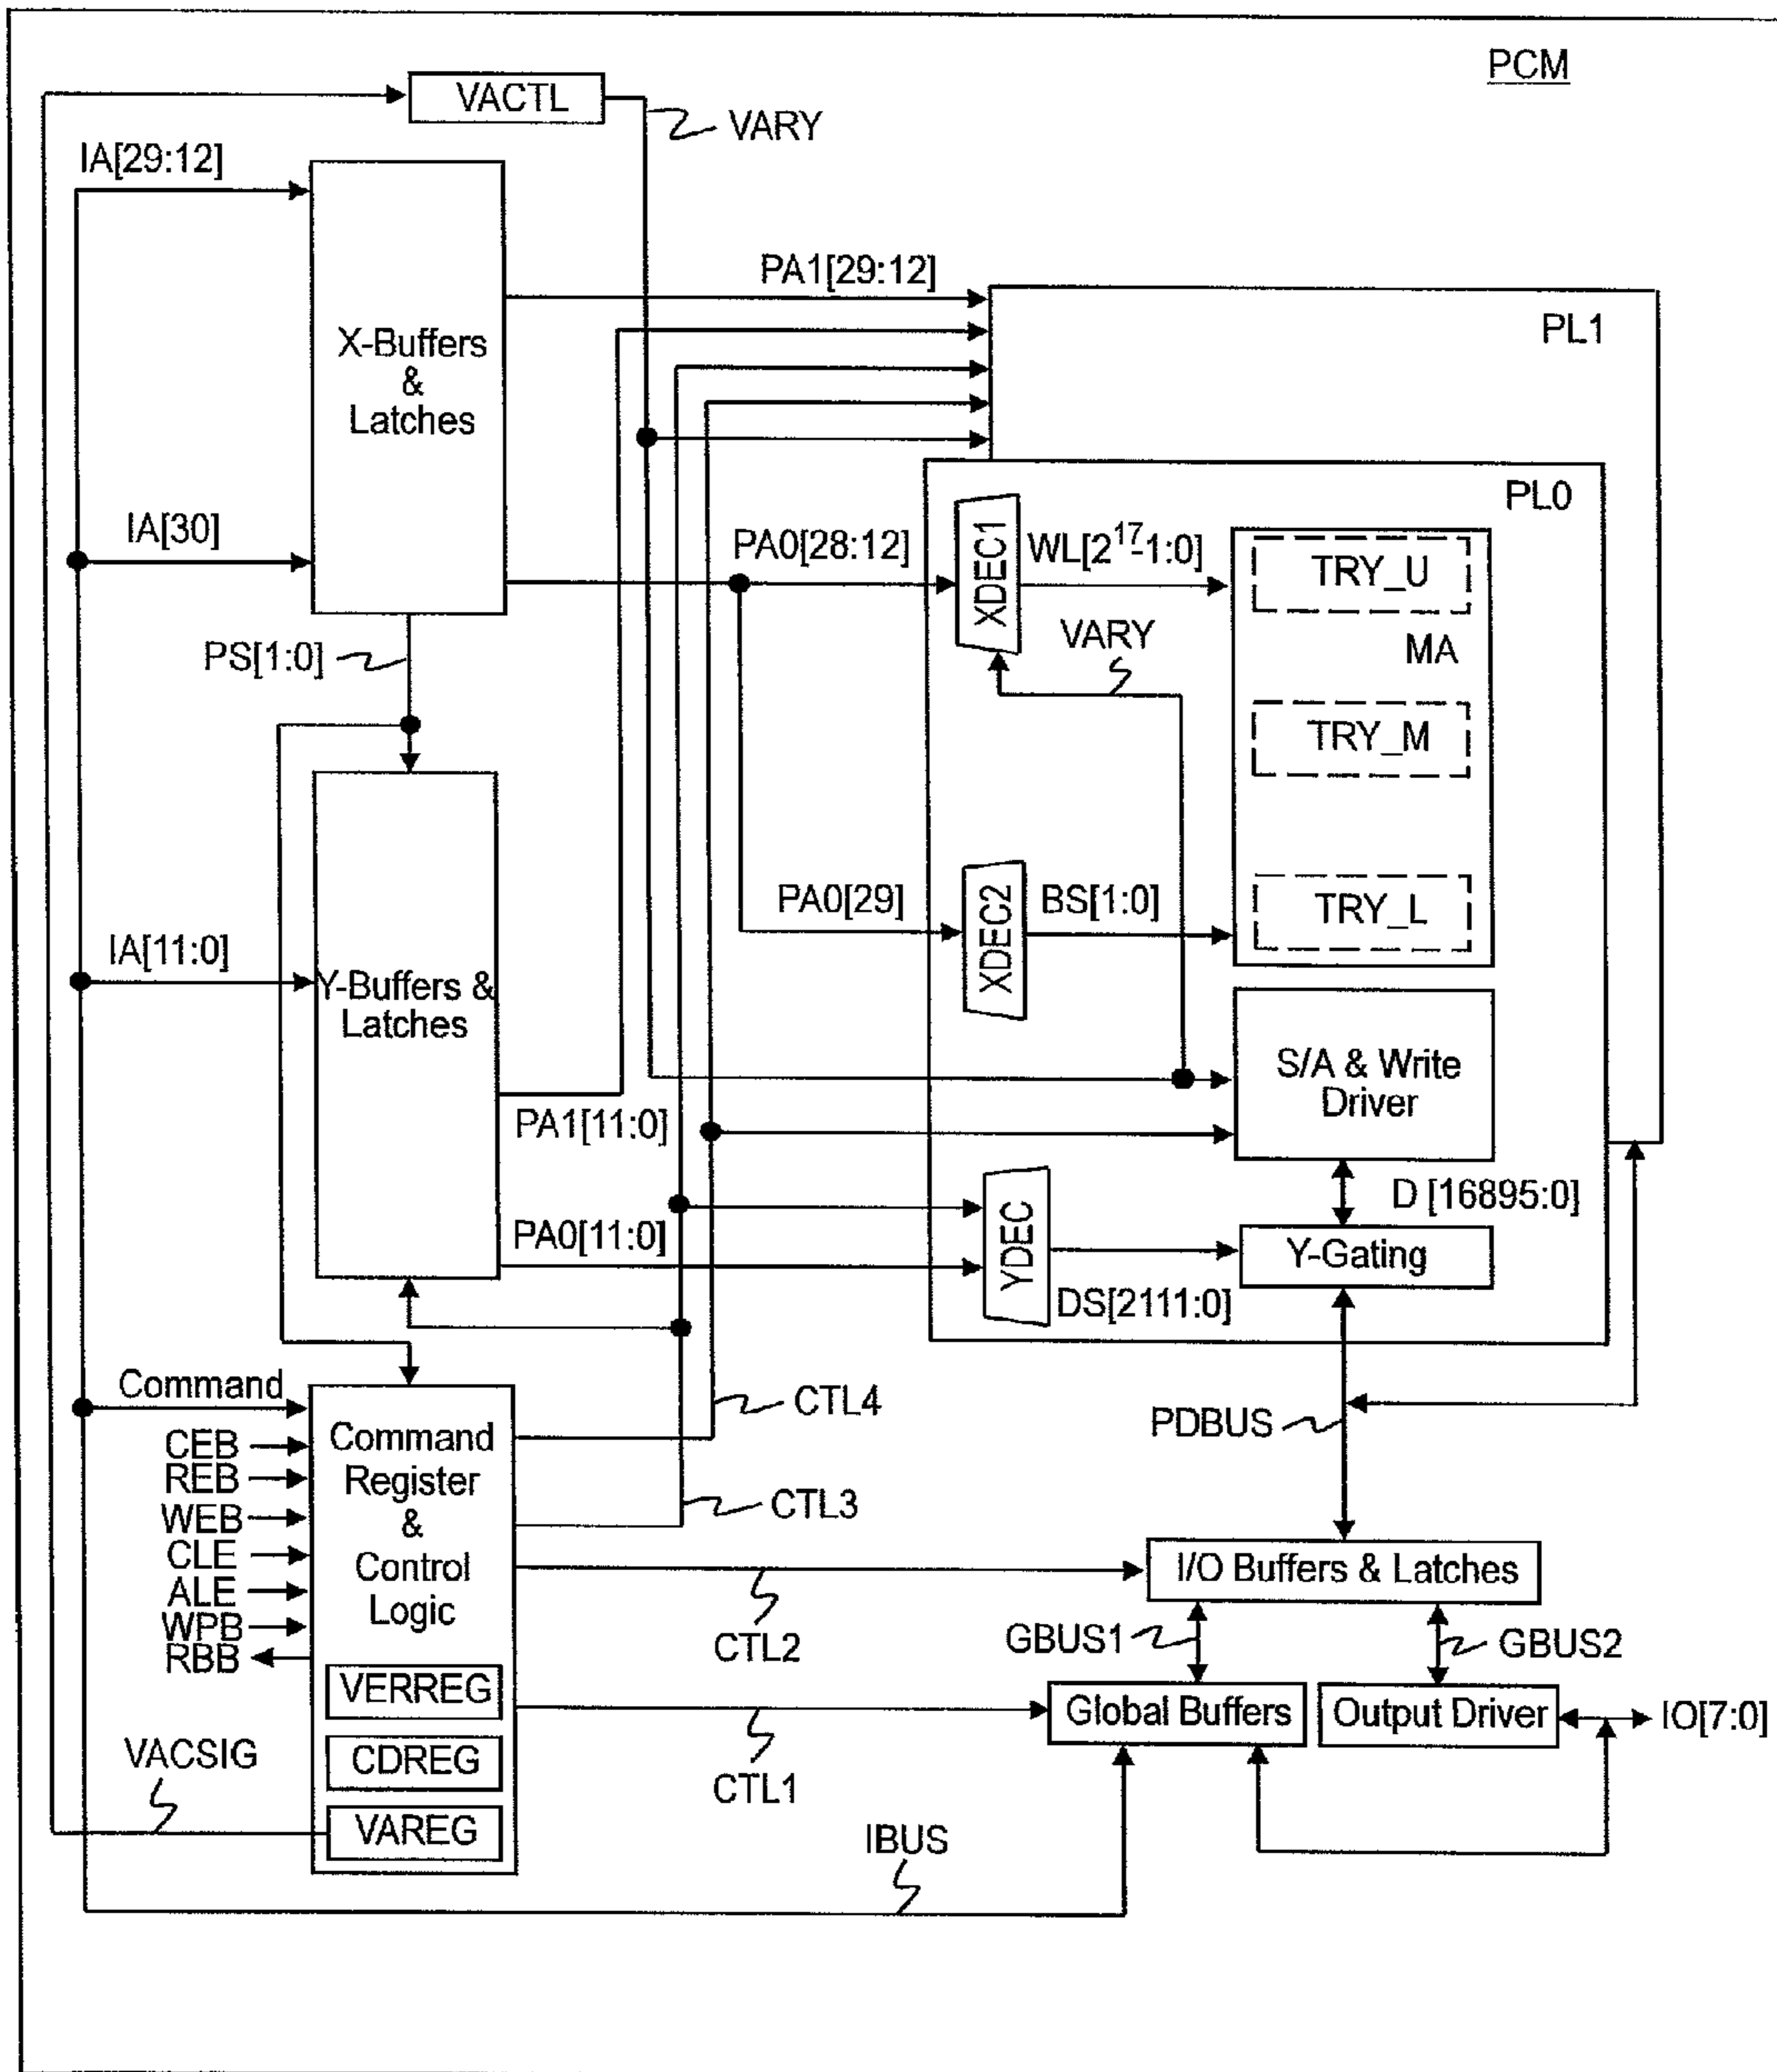 PCM
VACTL
VARY
IA[29:12]
X-Buffers
&
Latches
PA1[29:12]
PL1
IA[30]
PL0
PA0[28:12]
XDEC1
WL[2^17-1:0]
TRY_U
VARY
MA
PS[1:0]
TRY_M
PA0[29]
XDEC2
BS[1:0]
TRY_L
IA[11:0]
Y-Buffers &
Latches
S/A & Write
Driver
PA1[11:0]
D [16895:0]
PA0[11:0]
YDEC
Y-Gating
DS[2111:0]
Command
CEB
REB
WEB
CLE
ALE
WPB
RBB
Command
Register
&
Control
Logic
CTL4
PDBUS
CTL3
I/O Buffers & Latches
CTL2
GBUS1
GBUS2
VERREG
CDREG
VAREG
Global Buffers
Output Driver
IO[7:0]
VACSIG
CTL1
IBUS